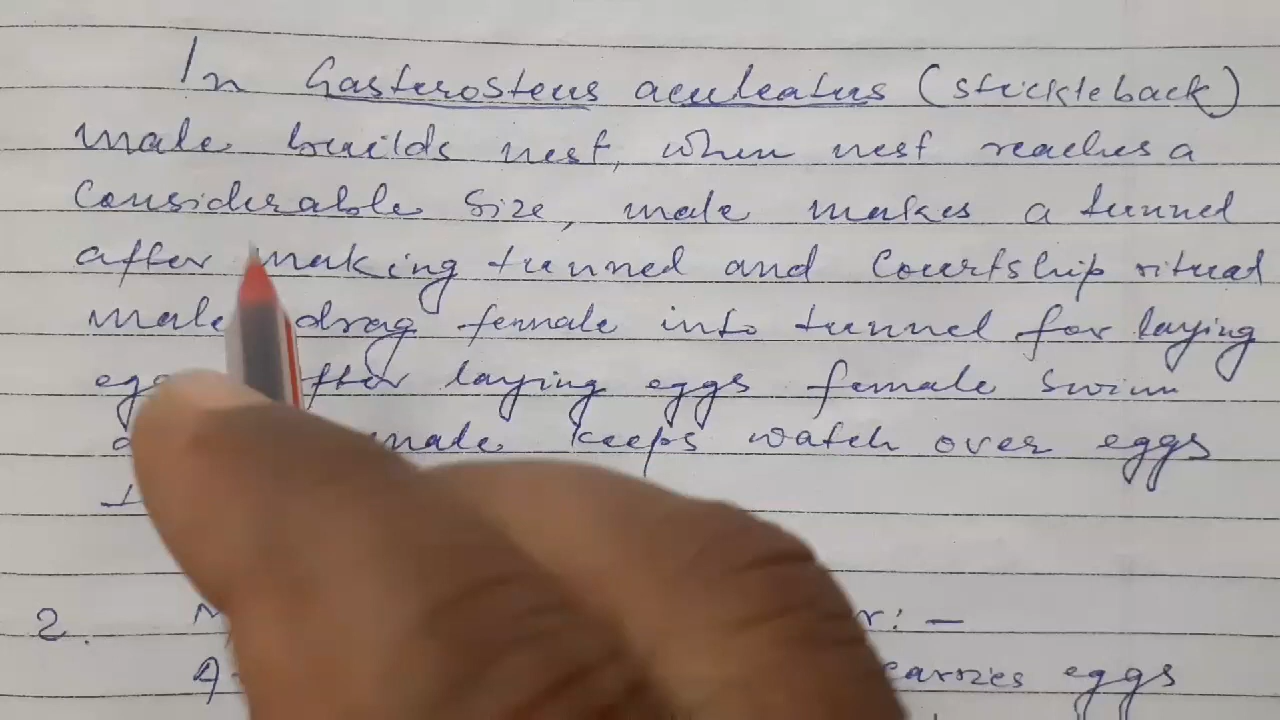 In Gasterosteus aculeatus (stickleback)
male builds nest, when nest reaches a
Considerable size, male makes a tunnel
after making tunnel and Courtship ritual
male drag female into tunnel for laying
laying eggs female swim
male keeps watch over eggs
2.
r: —
carries eggs